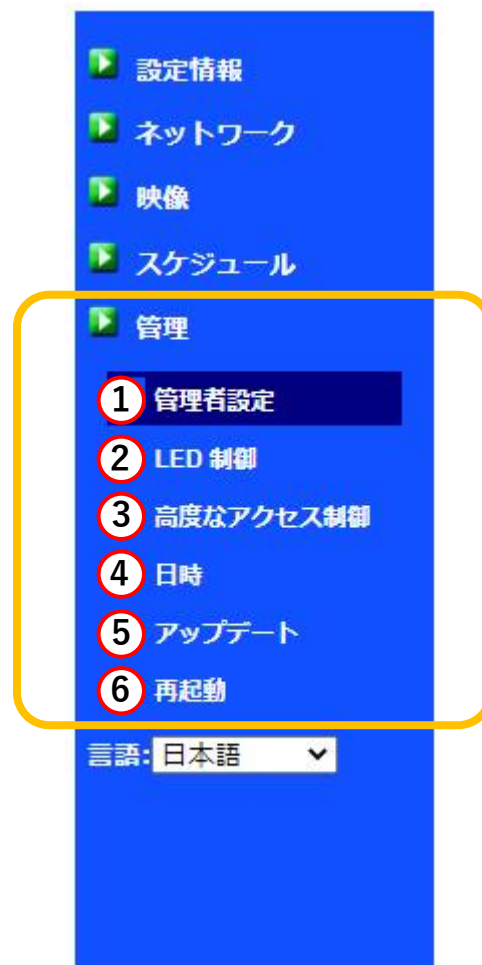 設定情報
ネットワーク
映像
スケジュール
管理
1 管理者設定
2 LED 制御
3 高度なアクセス制御
4 日時
5 アップデート
6 再起動
言語: 日本語